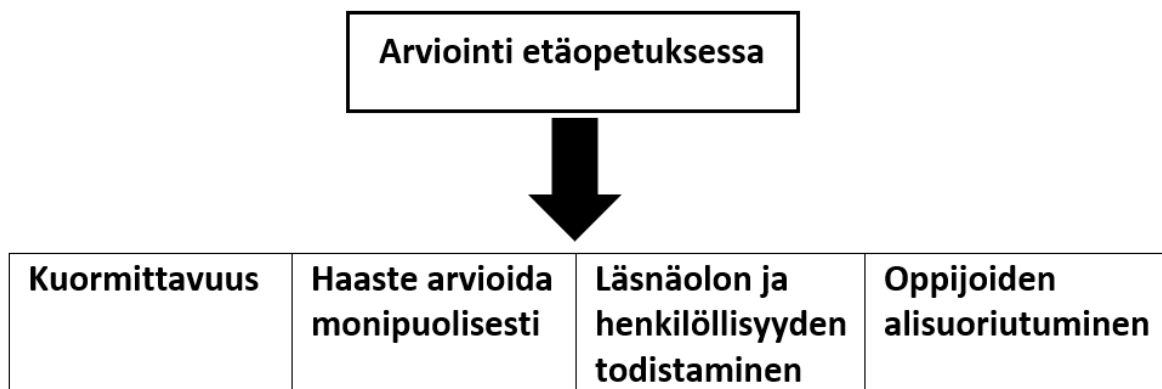 Arviointi etäopetuksessa
Kuormittavuus
Haaste arvioida
monipuolisesti
Läsnäolon ja
henkilöllisyyden
todistaminen
Oppijoiden
alisuoriutuminen